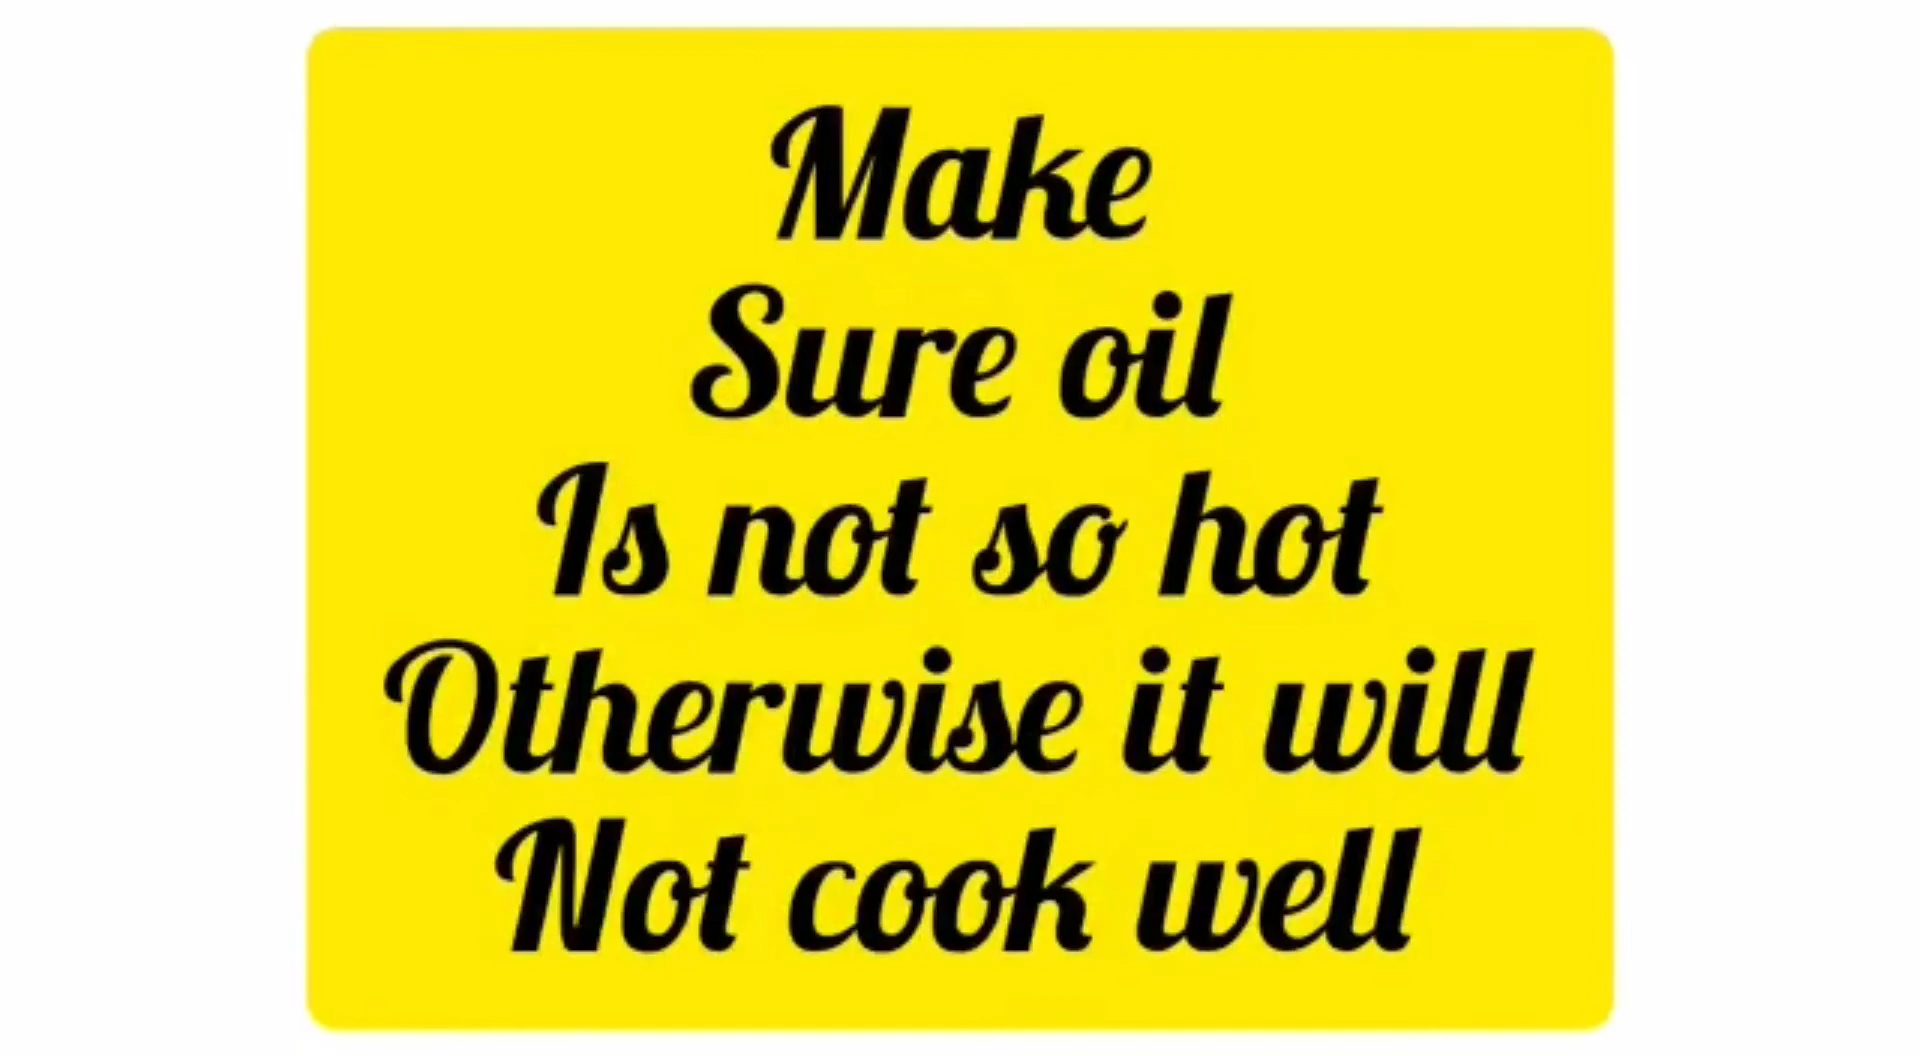 Make
Sure oil
Is not so hot
Otherwise it will
Not cook well